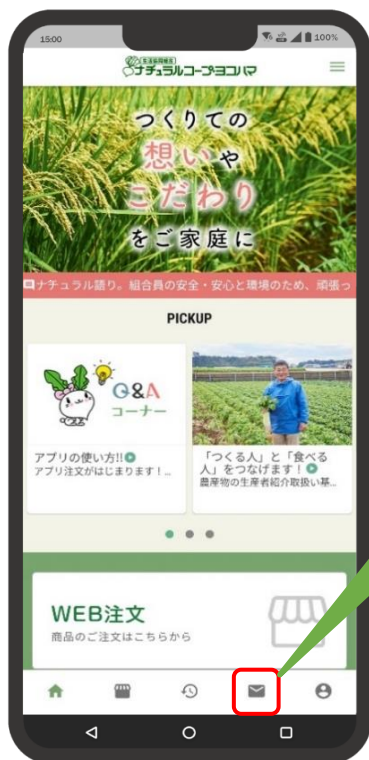 15:00
100%
生活協同組合
ナチュラルコープヨコハマ
つくりての
想いや
こだわり
をご家庭に
ナチュラル語り。組合員の安全・安心と環境のため、頑張っ
PICKUP
Q&A
コーナー
アプリの使い方!!
アプリ注文がはじまります！…
「つくる人」と「食べる
人」をつなげます！
農産物の生産者紹介取扱い基…
WEB注文
商品のご注文はこちらから